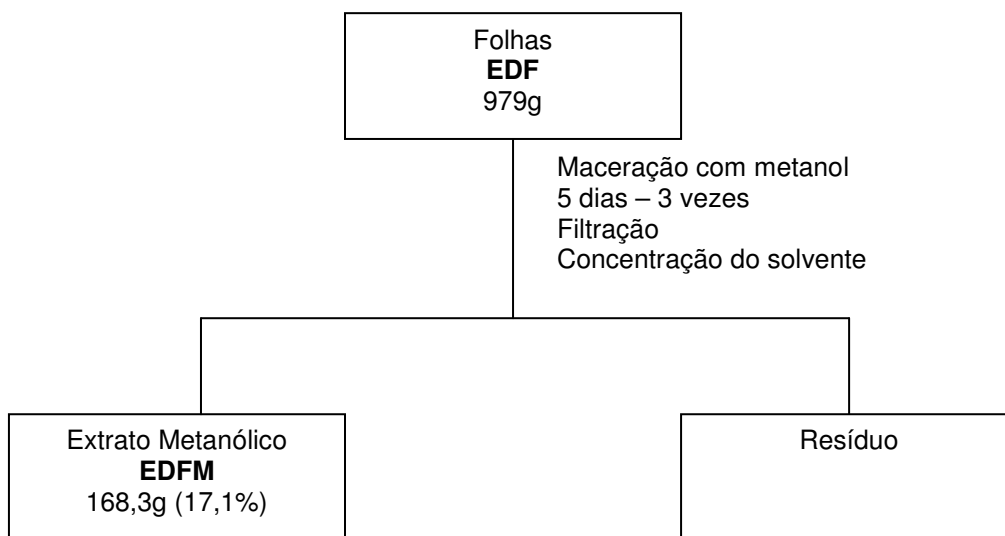 Folhas
EDF
979g
Maceração com metanol
5 dias – 3 vezes
Filtração
Concentração do solvente
Extrato Metanólico
EDFM
168,3g (17,1%)
Resíduo